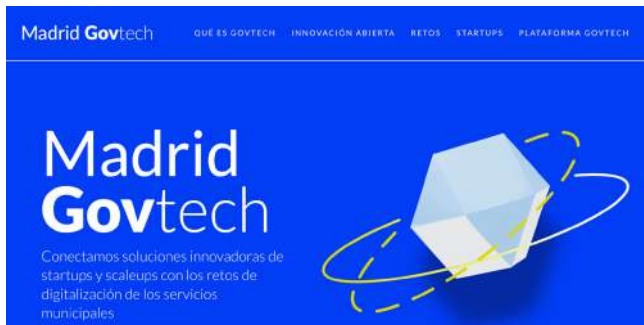 Madrid Govtech
QUÉ ES GOVTECH INNOVACIÓN ABIERTA RETOS STARTUPS PLATAFORMA GOVTECH
Madrid
Govtech
Conectamos soluciones innovadoras de
startups y scaleups con los retos de
digitalización de los servicios
municipales